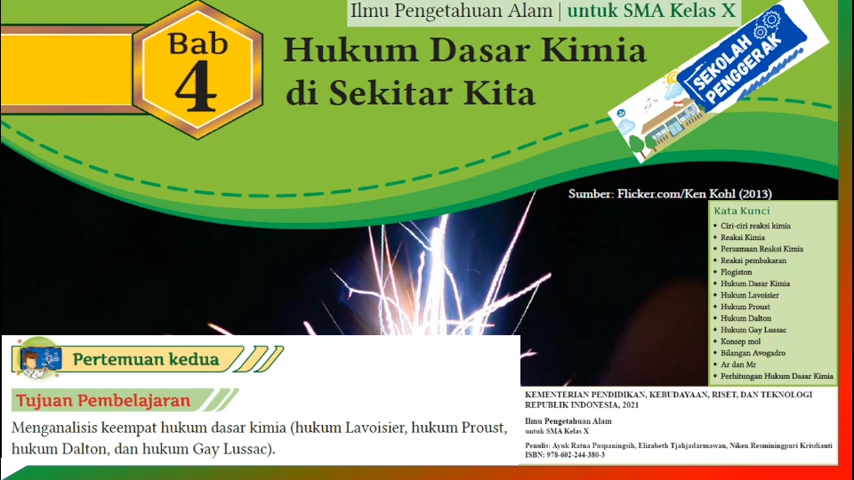 Ilmu Pengetahuan Alam | untuk SMA Kelas X
Bab
4
Hukum Dasar Kimia
di Sekitar Kita
SEKOLAH
PENGGERAK
Sumber: Flicker.com/Ken Kohl (2013)
Kata Kunci
• Ciri-ciri reaksi kimia
• Reaksi Kimia
• Persamaan Reaksi Kimia
• Reaksi pembakaran
• Flogiston
• Hukum Dasar Kimia
• Hukum Lavoisier
• Hukum Proust
• Hukum Dalton
• Hukum Gay Lussac
• Konsep mol
• Bilangan Avogadro
• Ar dan Mr
• Perhitungan Hukum Dasar Kimia
Pertemuan kedua
Tujuan Pembelajaran
Menganalisis keempat hukum dasar kimia (hukum Lavoisier, hukum Proust,
hukum Dalton, dan hukum Gay Lussac).
KEMENTERIAN PENDIDIKAN, KEBUDAYAAN, RISET, DAN TEKNOLOGI
REPUBLIK INDONESIA, 2021
Ilmu Pengetahuan Alam
untuk SMA Kelas X
Penulis: Ayuk Ratna Puspaningsih, Elizabeth Tjahjadarmawan, Niken Resminingpuri Krisdianti
ISBN: 978-602-244-380-3